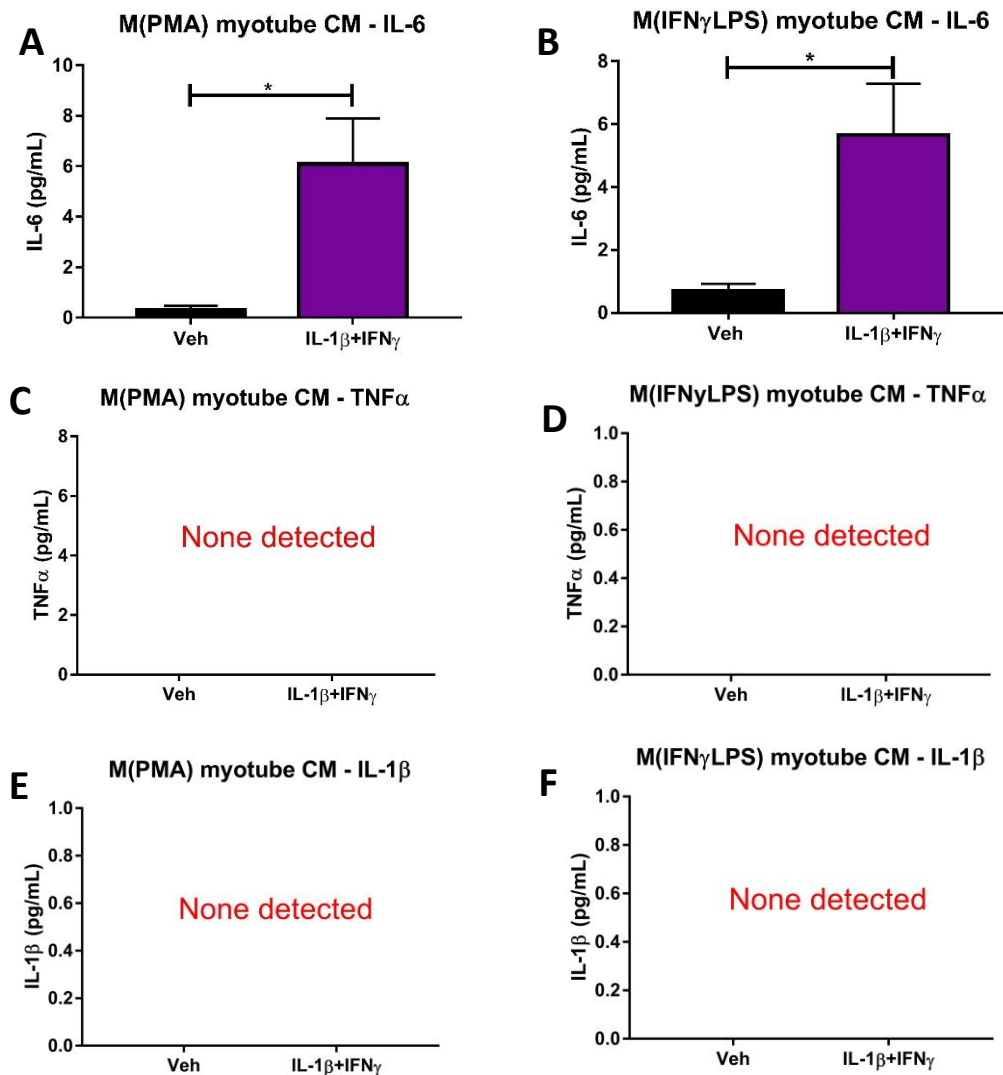 A
M(PMA) myotube CM - IL-6
10
8
6
4
2
0
IL-6 (pg/mL)
*
Veh
IL-1β+IFNγ
B
M(IFNγLPS) myotube CM - IL-6
8
6
4
2
0
IL-6 (pg/mL)
*
Veh
IL-1β+IFNγ
C
M(PMA) myotube CM - TNFα
8
6
4
2
0
TNFα (pg/mL)
None detected
Veh
IL-1β+IFNγ
D
M(IFNyLPS) myotube CM - TNFα
1.0
0.8
0.6
0.4
0.2
0.0
TNFα (pg/mL)
None detected
Veh
IL-1β+IFNγ
E
M(PMA) myotube CM - IL-1β
1.0
0.8
0.6
0.4
0.2
0.0
IL-1β (pg/mL)
None detected
Veh
IL-1β+IFNγ
F
M(IFNγLPS) myotube CM - IL-1β
1.0
0.8
0.6
0.4
0.2
0.0
IL-1β (pg/mL)
None detected
Veh
IL-1β+IFNγ